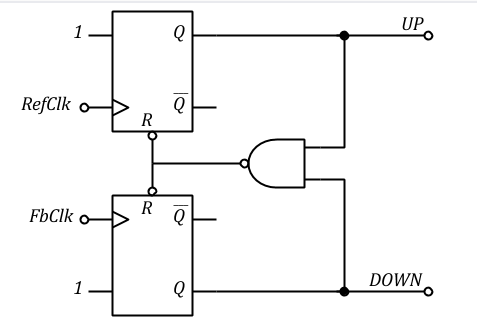 UP
1 Q
RefClk Q̅
R
R
FbClk Q̅
1 Q DOWN